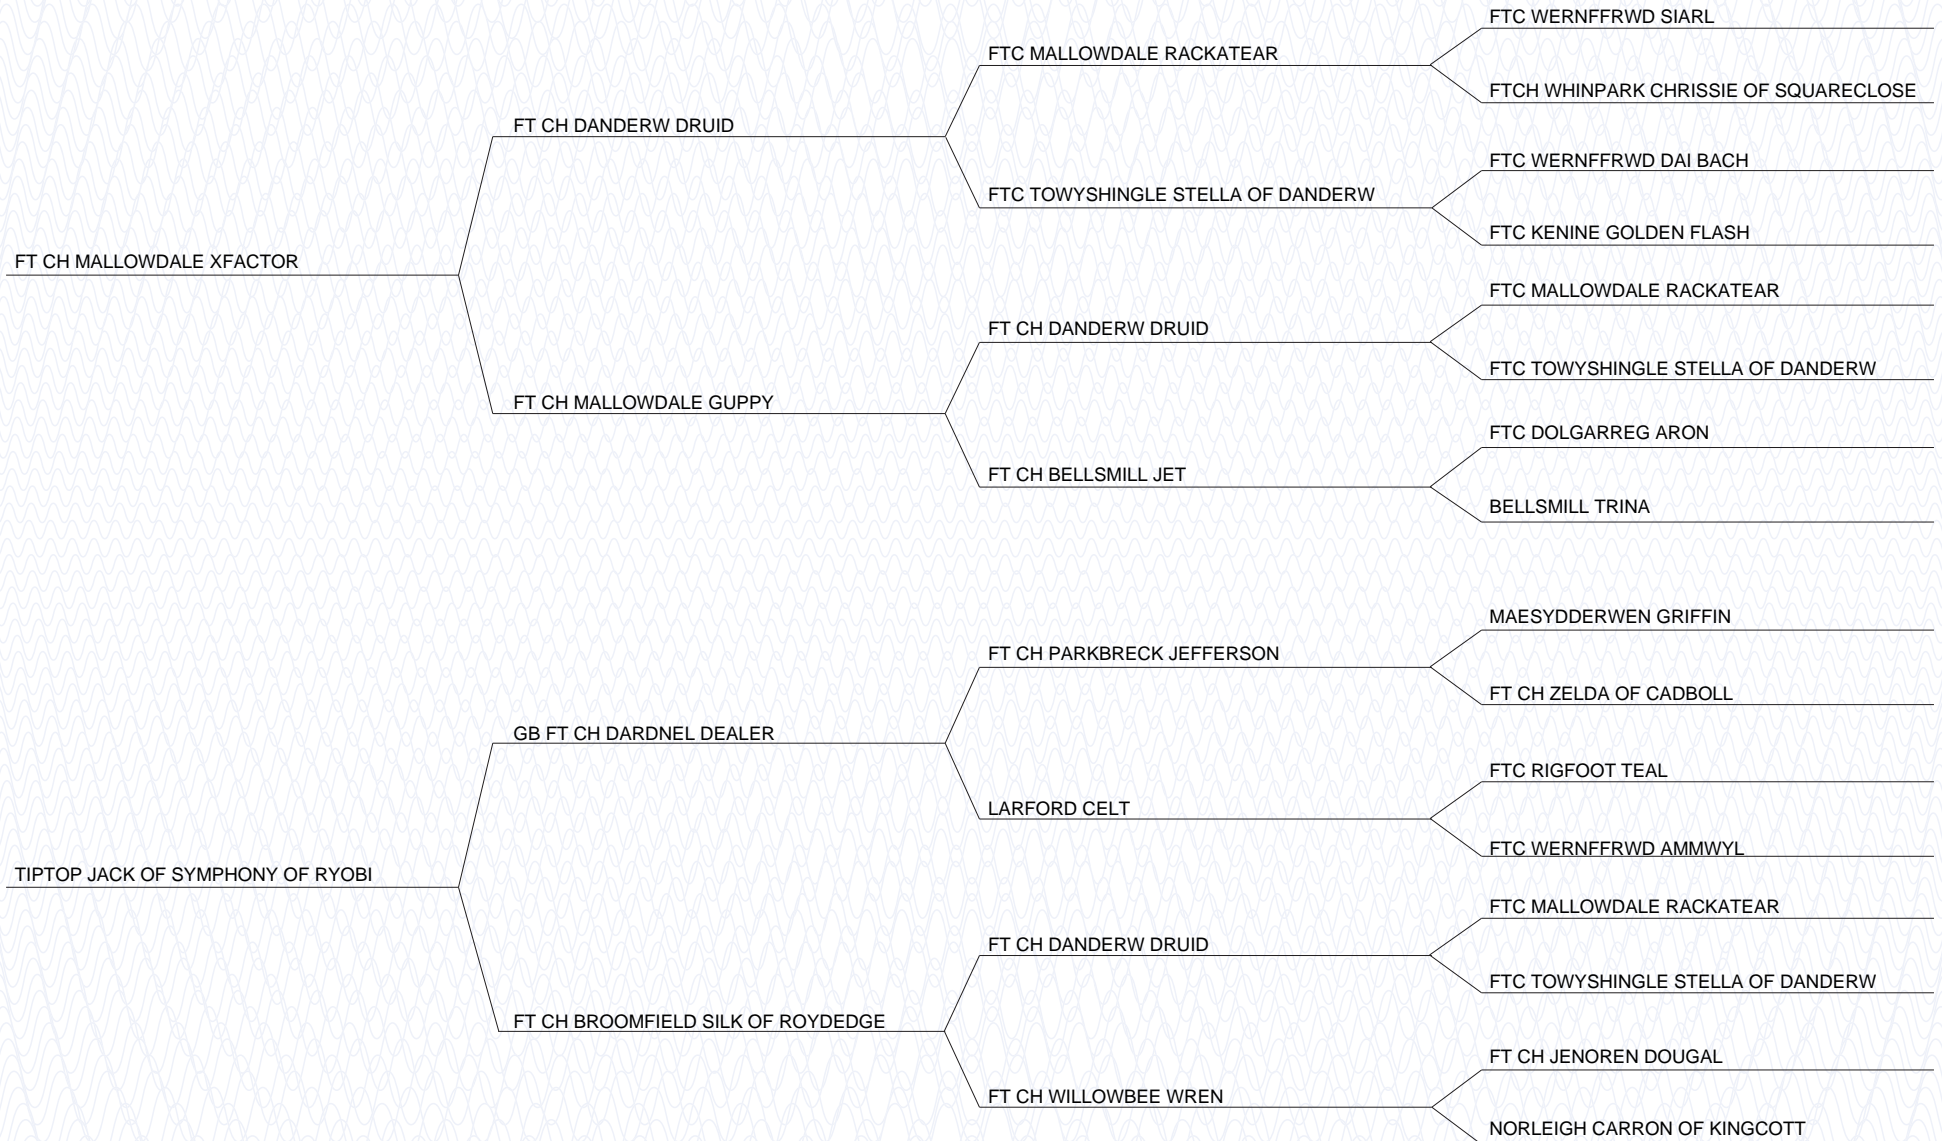 FTC WERNFFRWD SIARL
FTC MALLOWDALE RACKATEAR
FTCH WHINPARK CHRISSIE OF SQUARECLOSE
FT CH DANDERW DRUID
FTC WERNFFRWD DAI BACH
FTC TOWYSHINGLE STELLA OF DANDERW
FTC KENINE GOLDEN FLASH
FT CH MALLOWDALE XFACTOR
FTC MALLOWDALE RACKATEAR
FT CH DANDERW DRUID
FTC TOWYSHINGLE STELLA OF DANDERW
FT CH MALLOWDALE GUPPY
FTC DOLGARREG ARON
FT CH BELLSMILL JET
BELLSMILL TRINA
MAESYDDERWEN GRIFFIN
FT CH PARKBRECK JEFFERSON
FT CH ZELDA OF CADBOLL
GB FT CH DARDNEL DEALER
FTC RIGFOOT TEAL
LARFORD CELT
FTC WERNFFRWD AMMWYL
TIPTOP JACK OF SYMPHONY OF RYOBI
FTC MALLOWDALE RACKATEAR
FT CH DANDERW DRUID
FTC TOWYSHINGLE STELLA OF DANDERW
FT CH BROOMFIELD SILK OF ROYDEDGE
FT CH JENOREN DOUGAL
FT CH WILLOWBEE WREN
NORLEIGH CARRON OF KINGCOTT